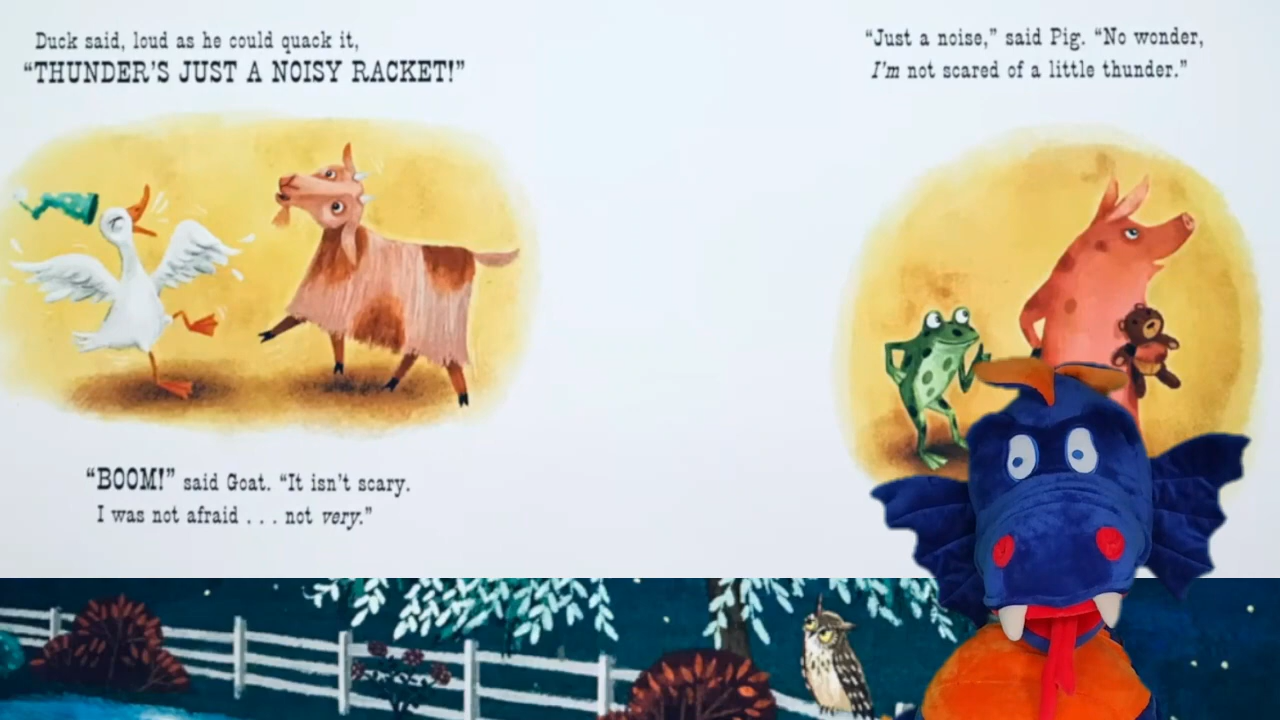 Duck said, loud as he could quack it,
“THUNDER’S JUST A NOISY RACKET!”
“BOOM!” said Goat. “It isn’t scary.
I was not afraid . . . not very.”
“Just a noise,” said Pig. “No wonder,
I’m not scared of a little thunder.”